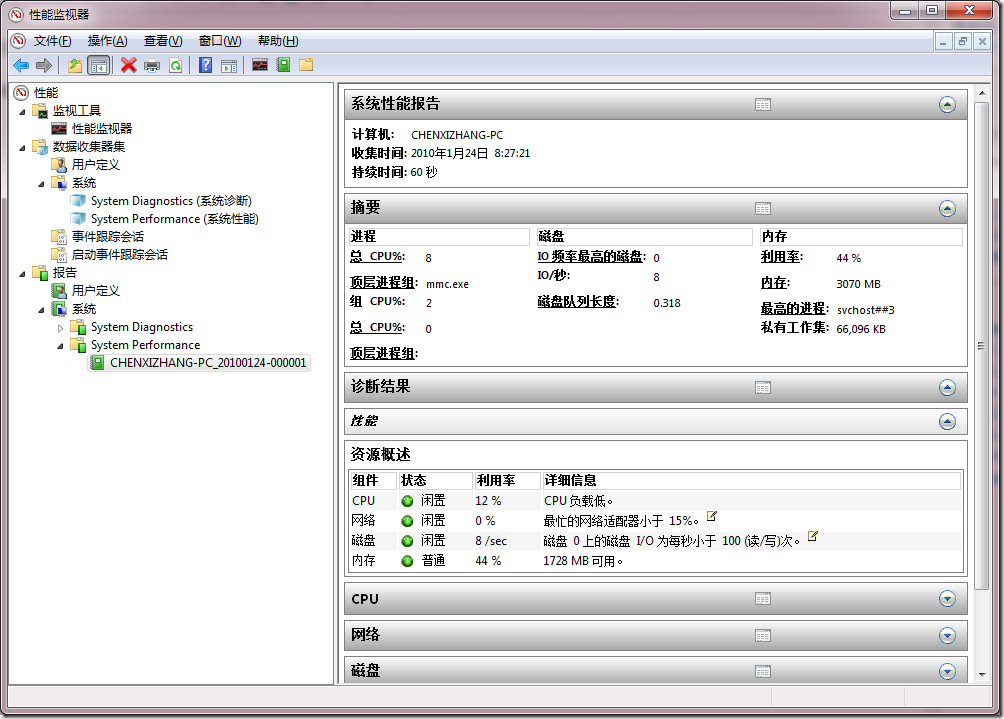 性能监视器
文件(F) 操作(A) 查看(V) 窗口(W) 帮助(H)
性能
监视工具
性能监视器
数据收集器集
用户定义
系统
System Diagnostics (系统诊断)
System Performance (系统性能)
事件跟踪会话
启动事件跟踪会话
报告
用户定义
系统
System Diagnostics
System Performance
CHENXIZHANG-PC_20100124-000001
系统性能报告
计算机: CHENXIZHANG-PC
收集时间: 2010年1月24日 8:27:21
持续时间: 60 秒
摘要
进程
总 CPU%: 8
顶层进程组: mmc.exe
组 CPU%: 2
总 CPU%: 0
顶层进程组:
磁盘
IO 频率最高的磁盘: 0
IO/秒: 8
磁盘队列长度: 0.318
内存
利用率: 44 %
内存: 3070 MB
最高的进程: svchost##3
私有工作集: 66,096 KB
诊断结果
性能
资源概述
组件 状态 利用率 详细信息
CPU 闲置 12 % CPU 负载低。
网络 闲置 0 % 最忙的网络适配器小于 15%。
磁盘 闲置 8 /sec 磁盘 0 上的磁盘 I/O 为每秒小于 100 (读/写)次。
内存 普通 44 % 1728 MB 可用。
CPU
网络
磁盘